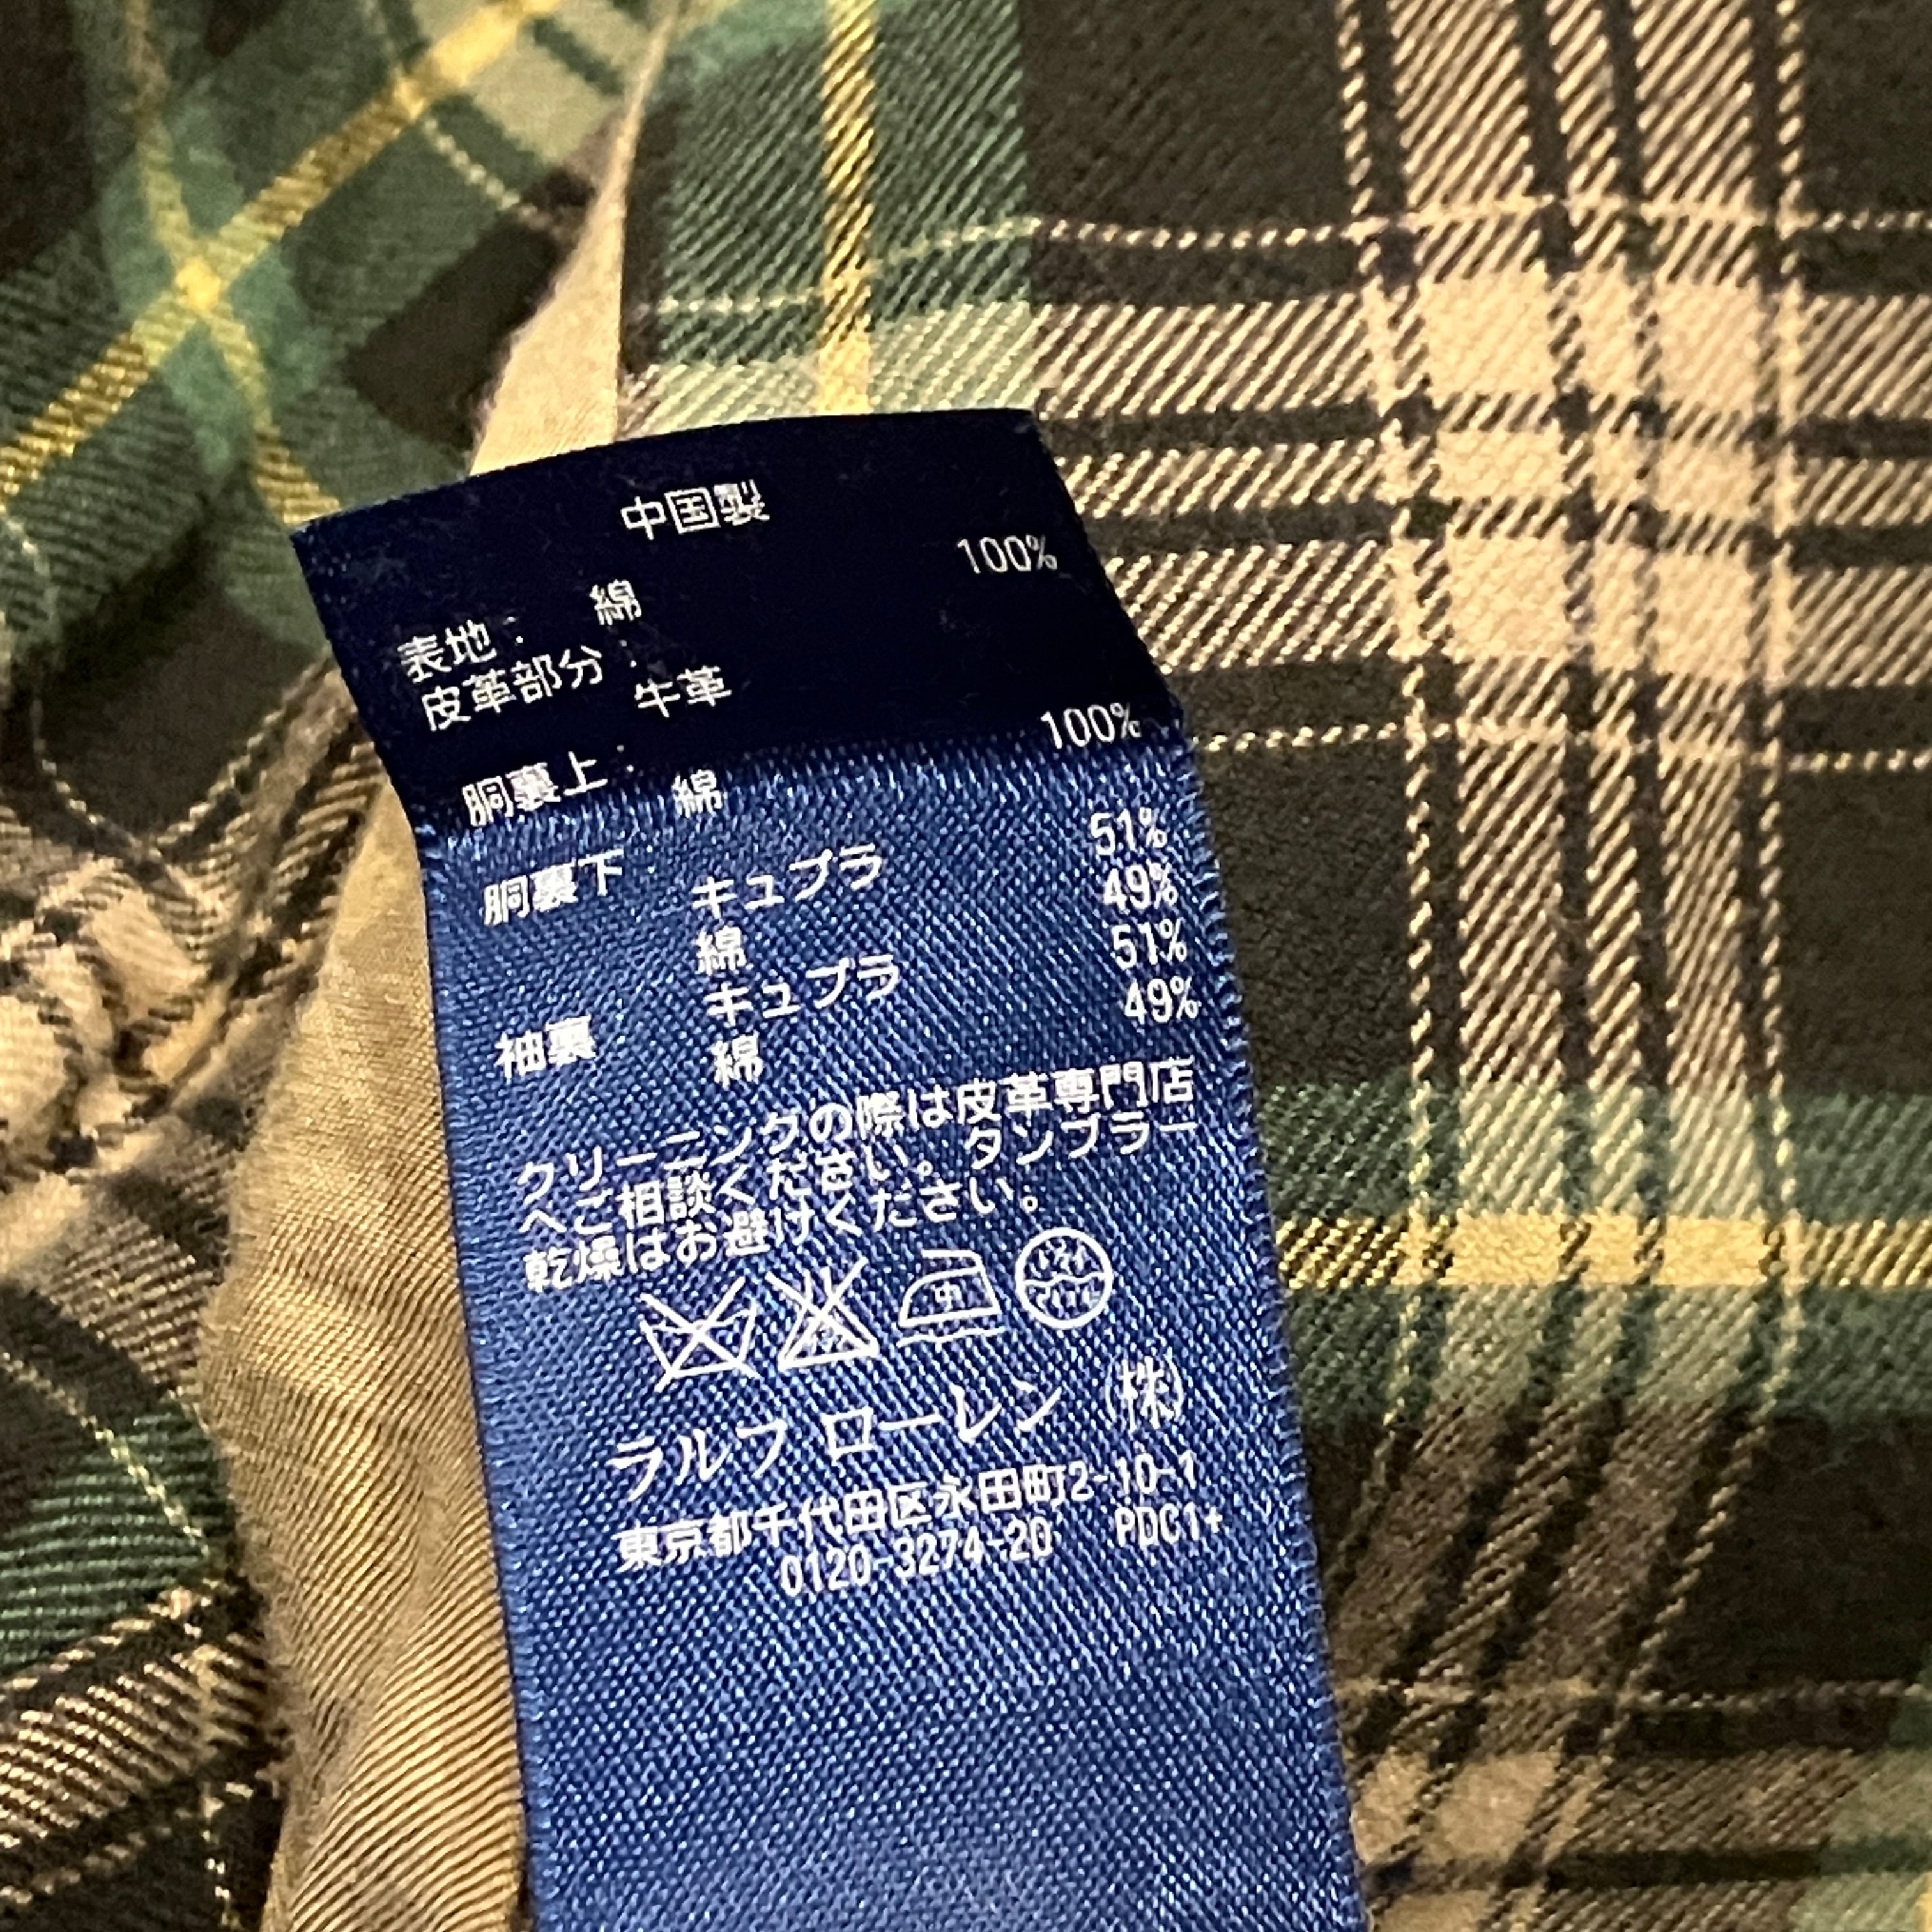 中国製
表地： 綿 100%
皮革部分：
牛革
胴裏上： 綿 100%
胴裏下 キュプラ 51%
綿 49%
袖裏 キュプラ 51%
綿 49%
クリーニングの際は皮革専門店
へご相談ください。タンブラー
乾燥はお避けください。
中
ドライ
ラルフ ローレン (株)
東京都千代田区永田町2-10-1
0120-3274-20 PDC1+